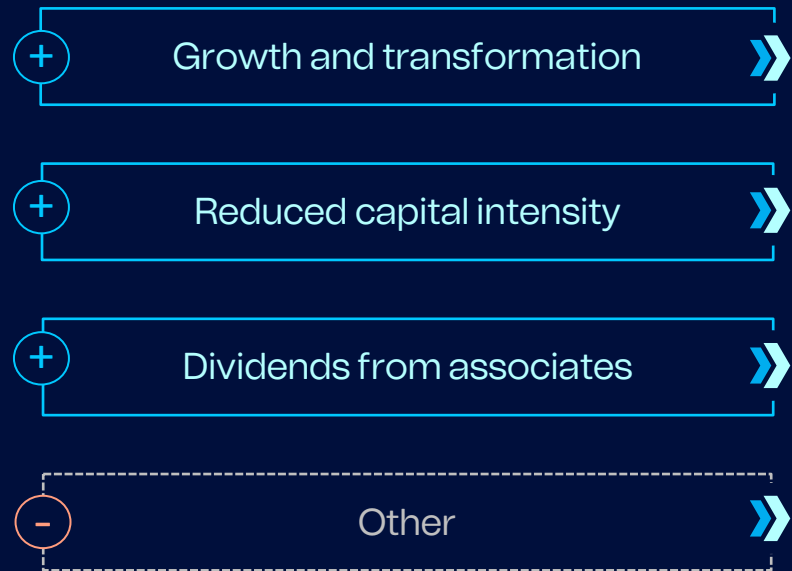 + Growth and transformation
+ Reduced capital intensity
+ Dividends from associates
- Other